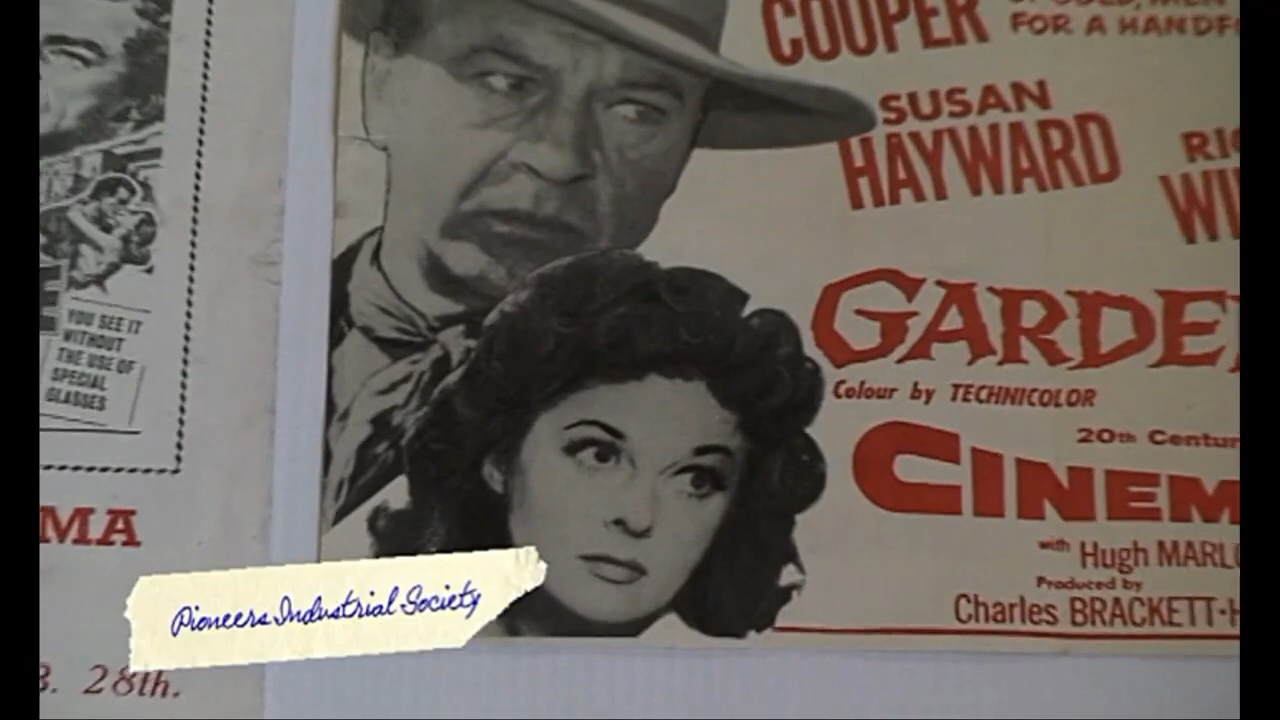 COOPER
FOR A HANDF
SUSAN
HAYWARD
GARDE
Colour by TECHNICOLOR
20th Centur
CINEM
with Hugh MARL
Produced by
Charles BRACKETT-H
YOU SEE IT
WITHOUT
THE USE OF
SPECIAL
GLASSES
MA
28th.
Pioneers Industrial Society